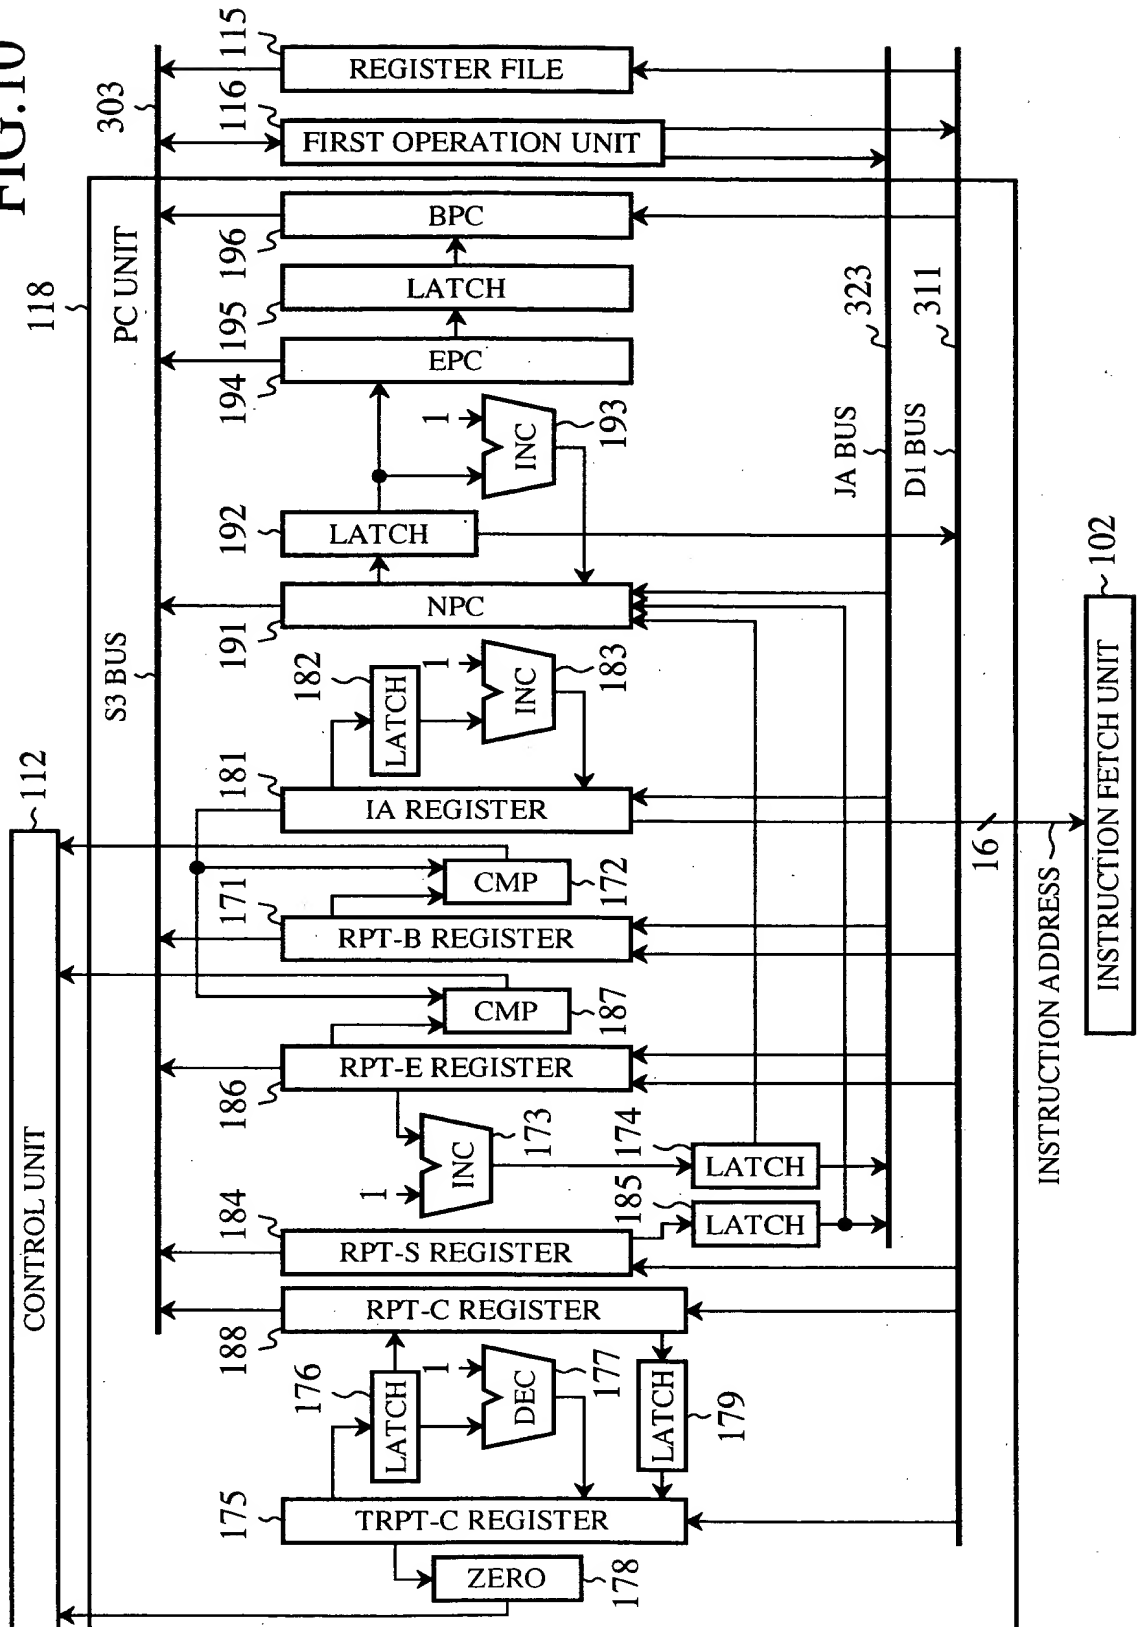 FIG.10
CONTROL UNIT
112
118
PC UNIT
S3 BUS
303
115
REGISTER FILE
116
FIRST OPERATION UNIT
196
BPC
195
LATCH
194
EPC
1
INC
193
192
LATCH
191
NPC
182
LATCH
1
INC
183
181
IA REGISTER
CMP
172
171
RPT-B REGISTER
CMP
187
186
RPT-E REGISTER
1
INC
173
174
LATCH
185
LATCH
184
RPT-S REGISTER
188
RPT-C REGISTER
176
LATCH
1
DEC
177
LATCH
179
175
TRPT-C REGISTER
ZERO
178
JA BUS
323
D1 BUS
311
16
INSTRUCTION ADDRESS
INSTRUCTION FETCH UNIT
102